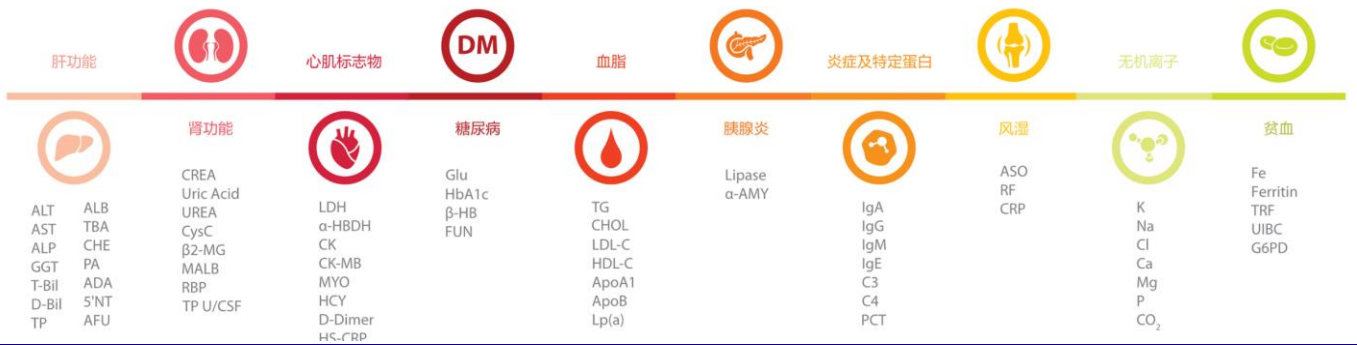 肝功能
ALT
AST
ALP
GGT
T-Bil
D-Bil
TP
ALB
TBA
CHE
PA
ADA
5'NT
AFU
肾功能
CREA
Uric Acid
UREA
CysC
β2-MG
MALB
RBP
TP U/CSF
心肌标志物
LDH
α-HBDH
CK
CK-MB
MYO
HCY
D-Dimer
HS-CRP
DM
糖尿病
Glu
HbA1c
β-HB
FUN
血脂
TG
CHOL
LDL-C
HDL-C
ApoA1
ApoB
Lp(a)
胰腺炎
Lipase
α-AMY
炎症及特定蛋白
IgA
IgG
IgM
IgE
C3
C4
PCT
风湿
ASO
RF
CRP
无机离子
K
Na
Cl
Ca
Mg
P
CO₂
贫血
Fe
Ferritin
TRF
UIBC
G6PD